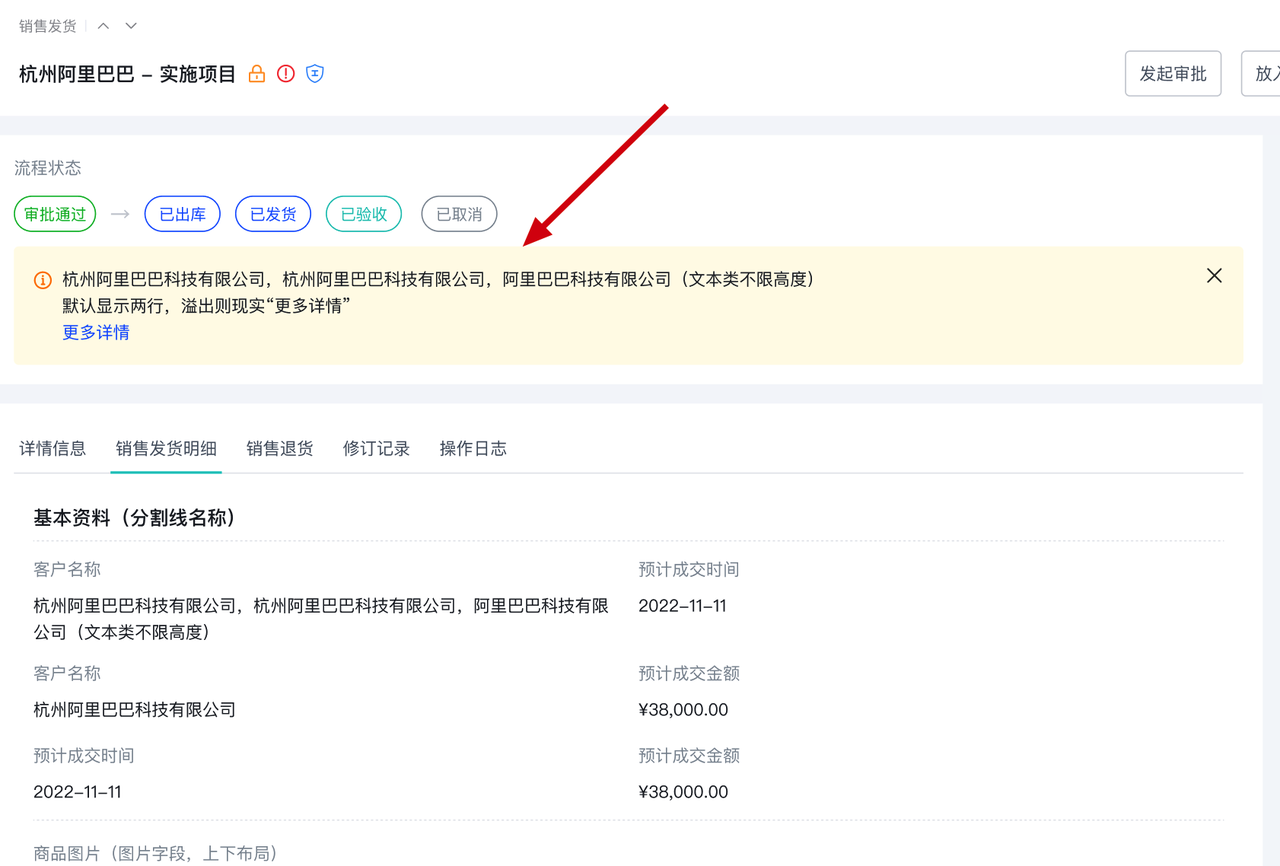 销售发货
杭州阿里巴巴 – 实施项目
发起审批
放入
流程状态
审批通过
已出库
已发货
已验收
已取消
杭州阿里巴巴科技有限公司，杭州阿里巴巴科技有限公司，阿里巴巴科技有限公司（文本类不限高度）
默认显示两行，溢出则现实“更多详情”
更多详情
详情信息
销售发货明细
销售退货
修订记录
操作日志
基本资料（分割线名称）
客户名称
预计成交时间
杭州阿里巴巴科技有限公司，杭州阿里巴巴科技有限公司，阿里巴巴科技有限
公司（文本类不限高度）
2022–11–11
客户名称
预计成交金额
杭州阿里巴巴科技有限公司
¥38,000.00
预计成交时间
预计成交金额
2022–11–11
¥38,000.00
商品图片（图片字段，上下布局）